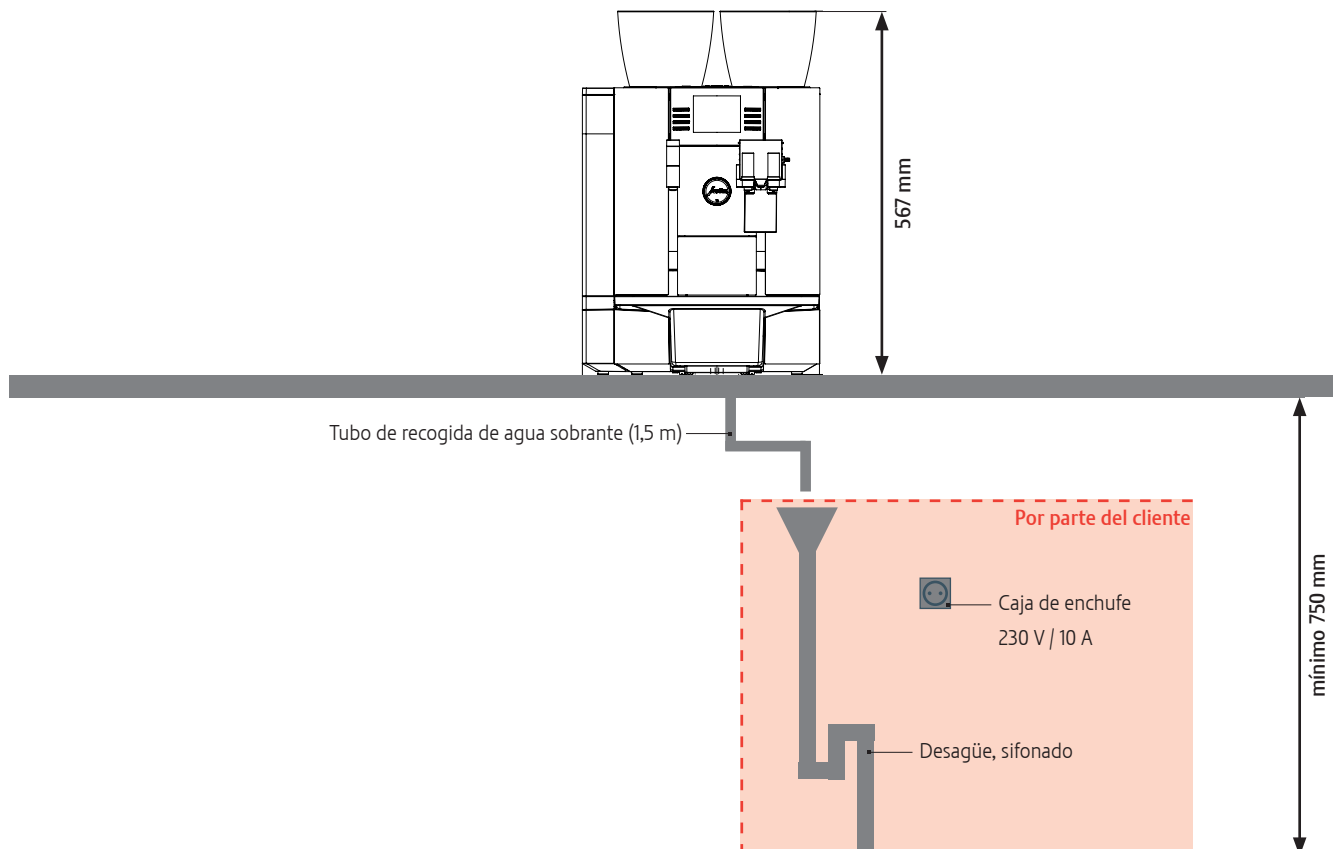 567 mm
Tubo de recogida de agua sobrante (1,5 m)
Por parte del cliente
Caja de enchufe
230 V / 10 A
mínimo 750 mm
Desagüe, sifonado